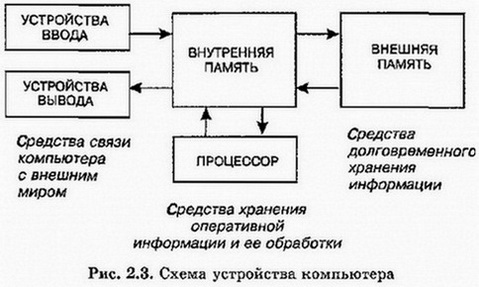 УСТРОЙСТВА
ВВОДА
УСТРОЙСТВА
ВЫВОДА
ВНУТРЕННЯЯ
ПАМЯТЬ
ВНЕШНЯЯ
ПАМЯТЬ
ПРОЦЕССОР
Средства связи
компьютера
с внешним
миром
Средства
долговременного
хранения
информации
Средства хранения
оперативной
информации и ее обработки
Рис. 2.3. Схема устройства компьютера